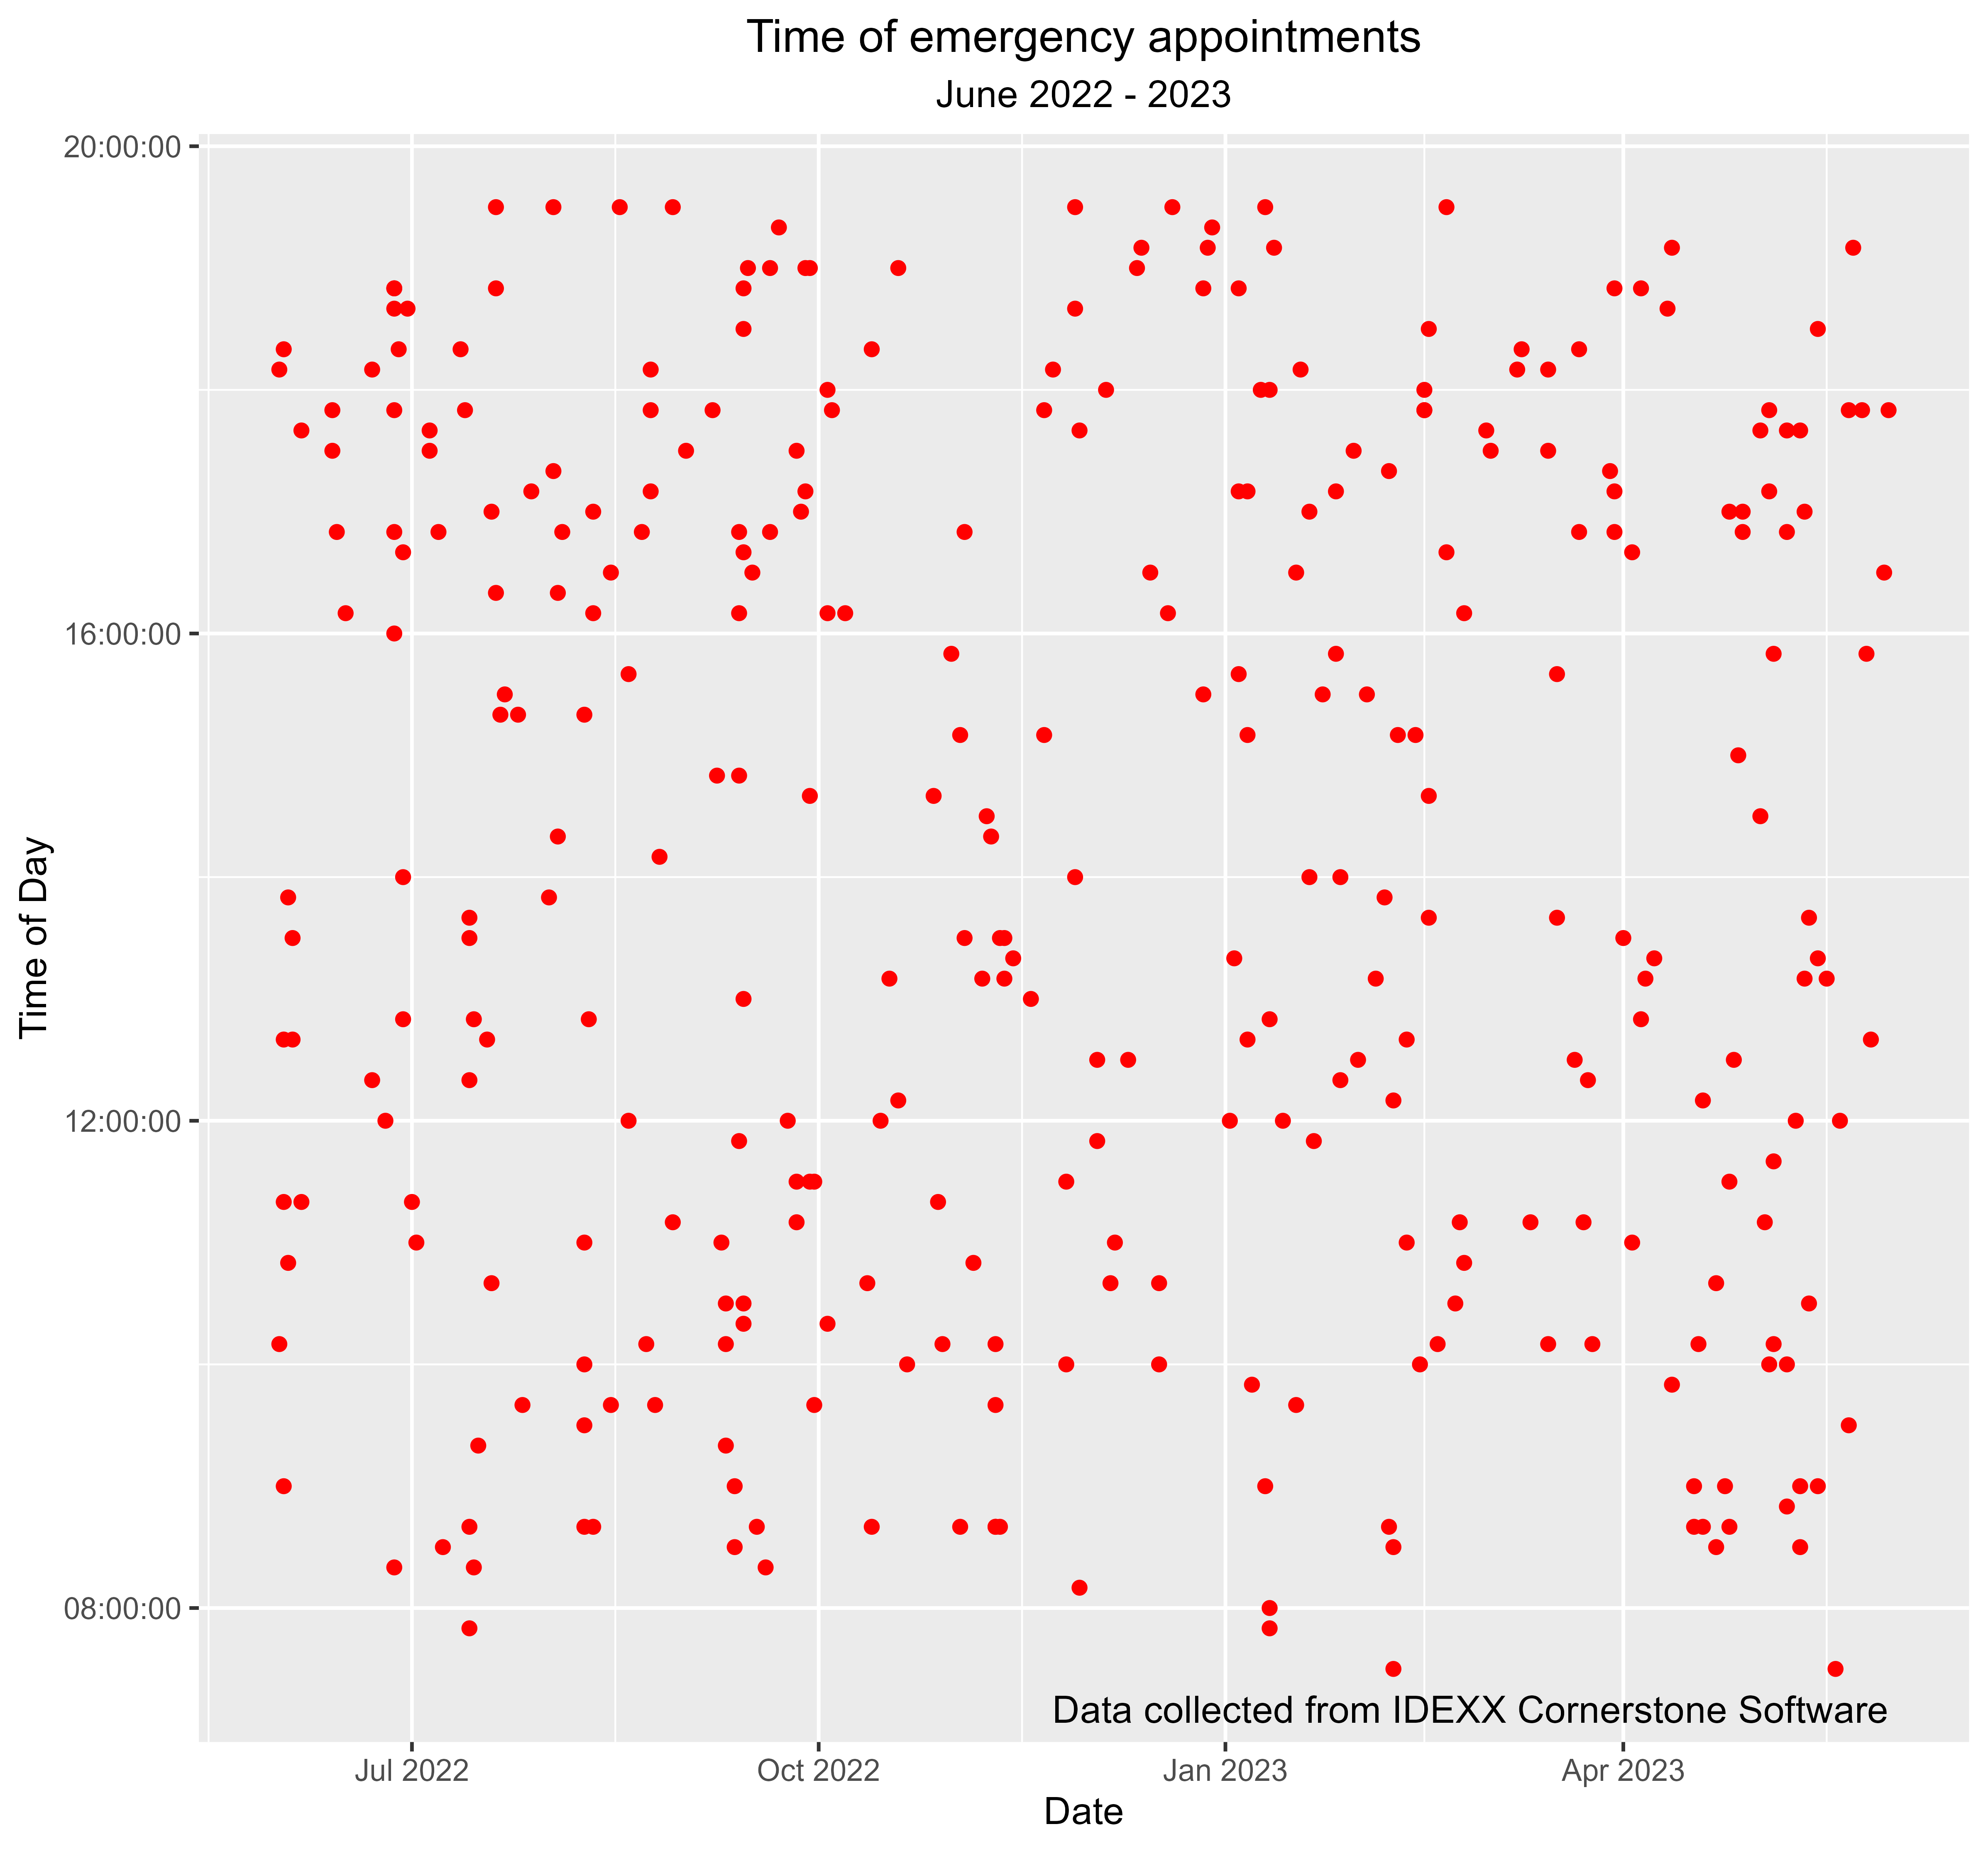 Time of emergency appointments
June 2022 - 2023
20:00:00
16:00:00
12:00:00
08:00:00
Time of Day
Data collected from IDEXX Cornerstone Software
Jul 2022
Oct 2022
Jan 2023
Apr 2023
Date